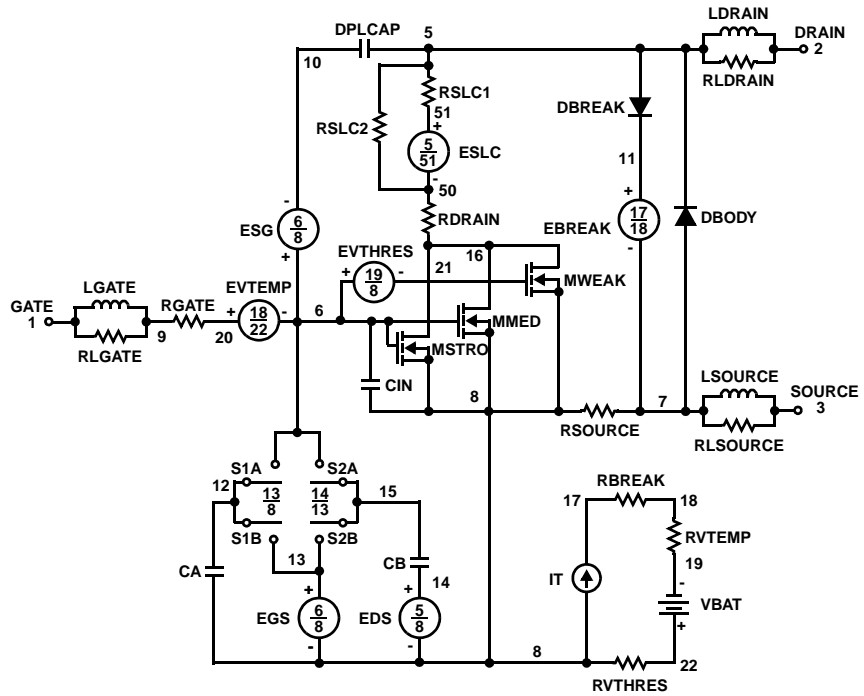 LDRAIN
DPLCAP 5 DRAIN
10 2
RLDRAIN
RSLC1
51 DBREAK
+
RSLC2
5
51
ESLC
11
-
50
- +
6
8
ESG
RDRAIN
17
18
EBREAK
DBODY
+
EVTHRES 16 -
+ 19
8
- 21
MWEAK
LGATE EVTEMP
GATE RGATE + 18
22
- 6
1 9 20
MMED
RLGATE
MSTRO
CIN
LSOURCE
8 7 SOURCE
3
RSOURCE
RLSOURCE
S1A S2A
12 13
8
14
13
15
RBREAK
17 18
S1B S2B
13
RVTEMP
CA CB
19
+ + 14 IT
-
EGS 6
8
EDS 5
8
VBAT
- - +
8 22
RVTHRES